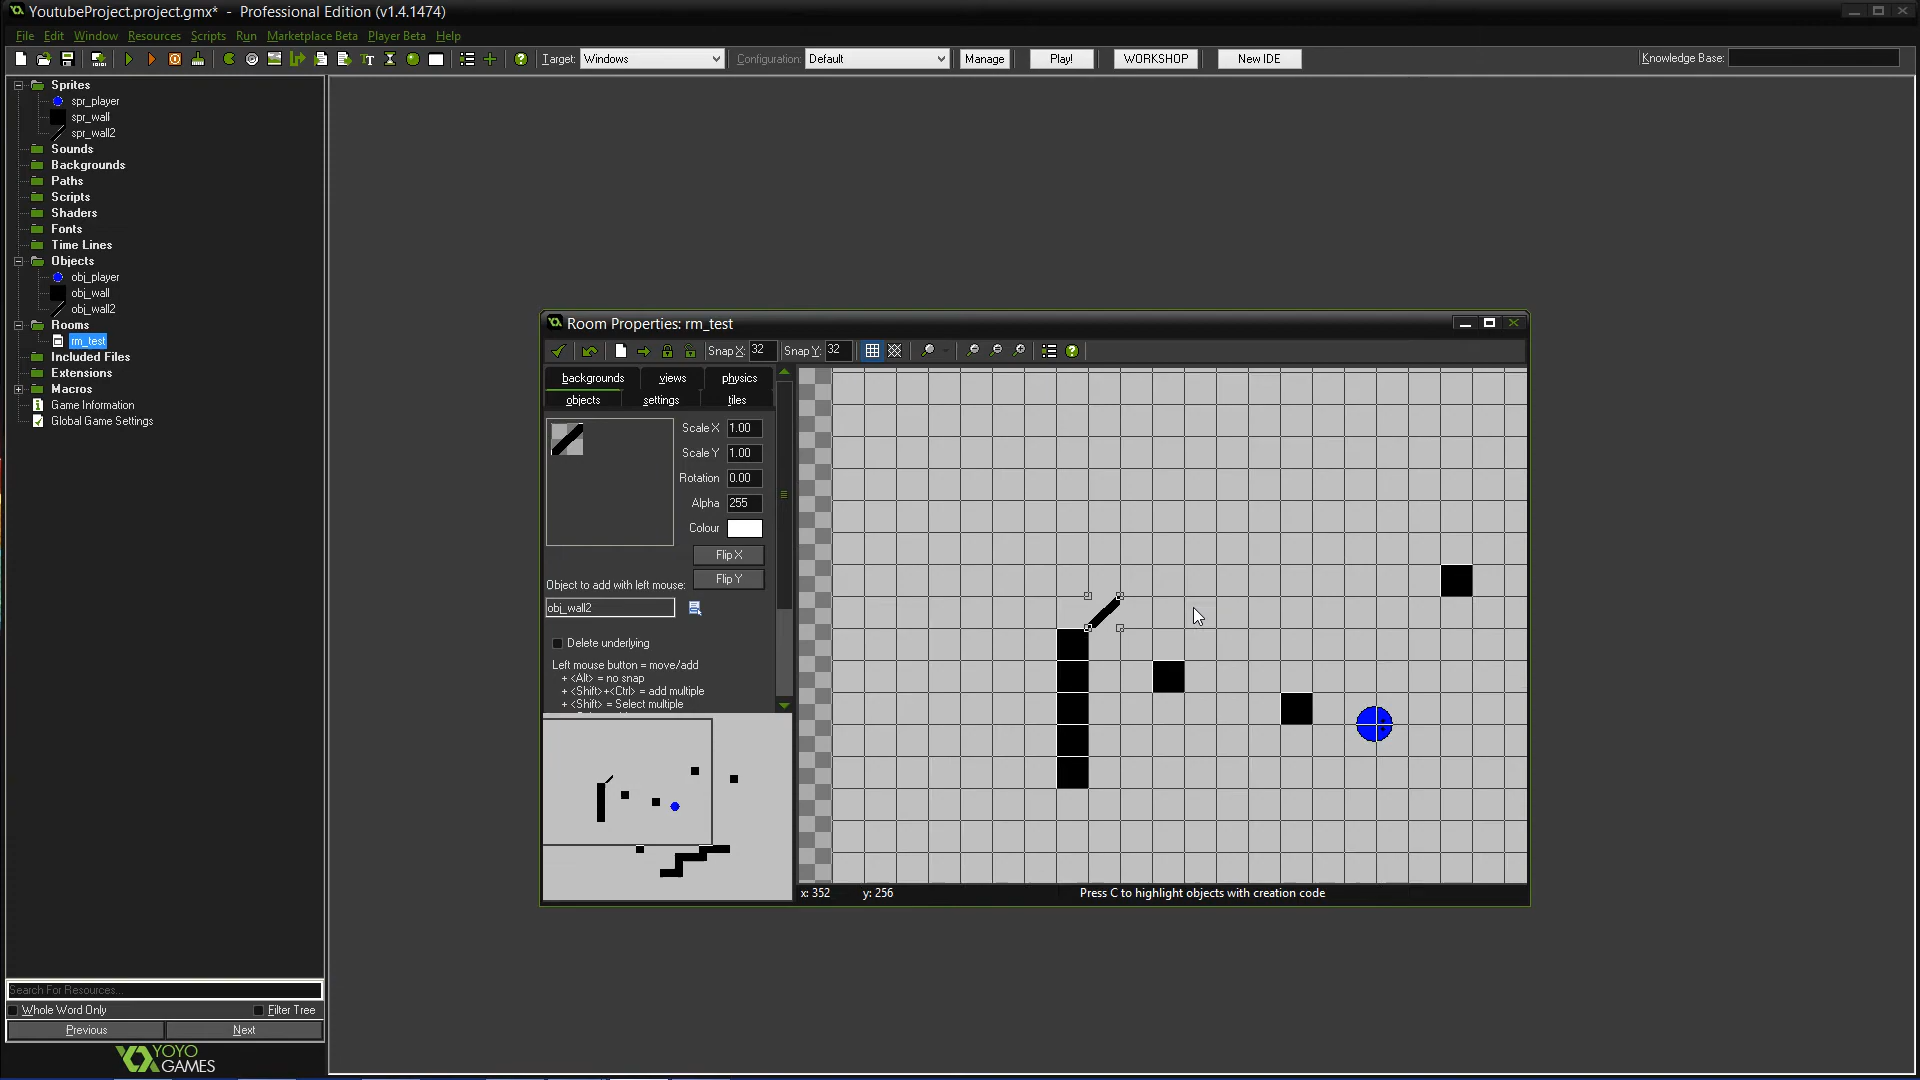 YoutubeProject.project.gmx* - Professional Edition (v1.4.1474)
File Edit Window Resources Scripts Run Marketplace Beta Player Beta Help
Target: Windows Configuration: Default Manage Play! WORKSHOP New IDE Knowledge Base:
Sprites
spr_player
spr_wall
spr_wall2
Sounds
Backgrounds
Paths
Scripts
Shaders
Fonts
Time Lines
Objects
obj_player
obj_wall
obj_wall2
Rooms
rm_test
Included Files
Extensions
Macros
Game Information
Global Game Settings
Room Properties: rm_test
Snap X: 32 Snap Y: 32
backgrounds views physics
objects settings tiles
Scale X 1.00
Scale Y 1.00
Rotation 0.00
Alpha 255
Colour
Flip X
Flip Y
Object to add with left mouse:
obj_wall2
Delete underlying
Left mouse button = move/add
+ <Alt> = no snap
+ <Shift>+<Ctrl> = add multiple
+ <Shift> = Select multiple
x: 352 y: 256 Press C to highlight objects with creation code
Search For Resources...
Whole Word Only Filter Tree
Previous Next
YOYO
GAMES